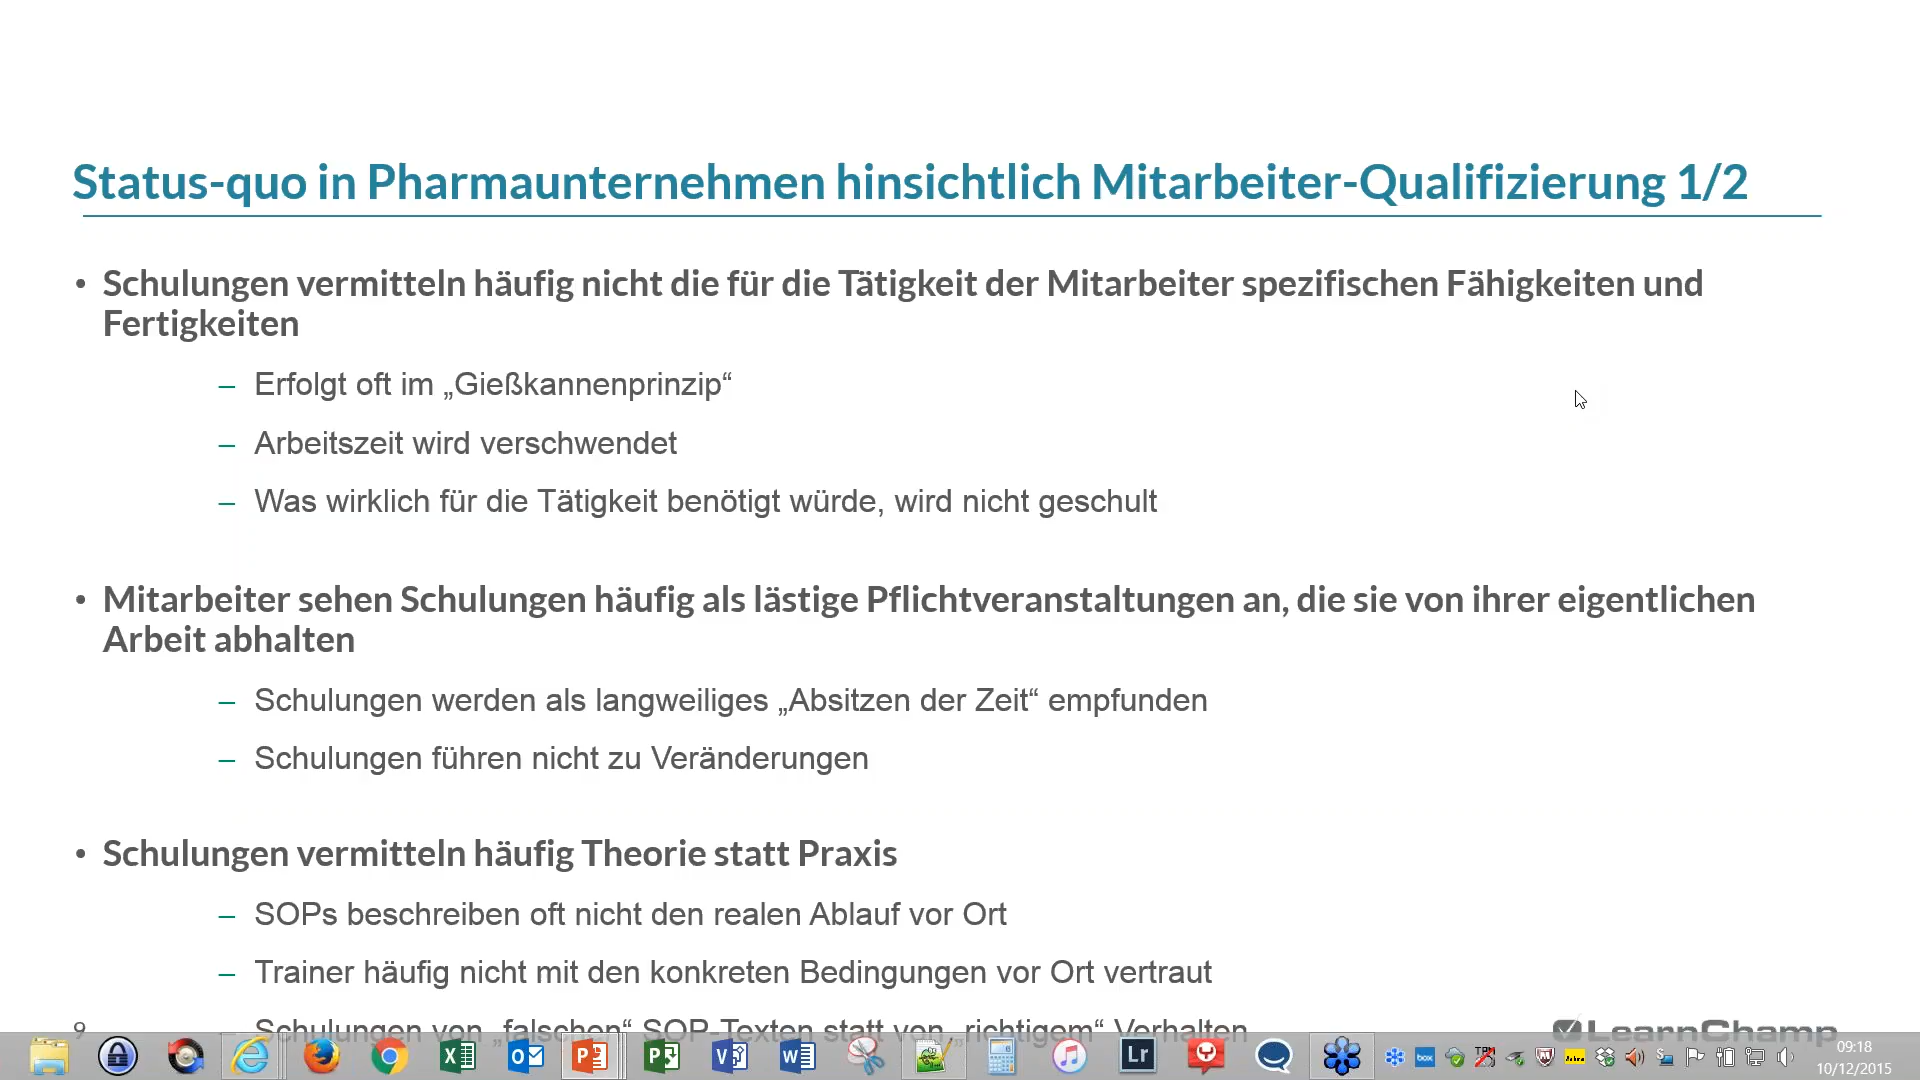 Status-quo in Pharmaunternehmen hinsichtlich Mitarbeiter-Qualifizierung 1/2
• Schulungen vermitteln häufig nicht die für die Tätigkeit der Mitarbeiter spezifischen Fähigkeiten und
Fertigkeiten
– Erfolgt oft im „Gießkannenprinzip“
– Arbeitszeit wird verschwendet
– Was wirklich für die Tätigkeit benötigt würde, wird nicht geschult
• Mitarbeiter sehen Schulungen häufig als lästige Pflichtveranstaltungen an, die sie von ihrer eigentlichen
Arbeit abhalten
– Schulungen werden als langweiliges „Absitzen der Zeit“ empfunden
– Schulungen führen nicht zu Veränderungen
• Schulungen vermitteln häufig Theorie statt Praxis
– SOPs beschreiben oft nicht den realen Ablauf vor Ort
– Trainer häufig nicht mit den konkreten Bedingungen vor Ort vertraut
– Schulungen von „falschen“ SOP-Texten statt von „richtigem“ Verhalten
9
LearnChamp
Lr
box
09:18
10/12/2015